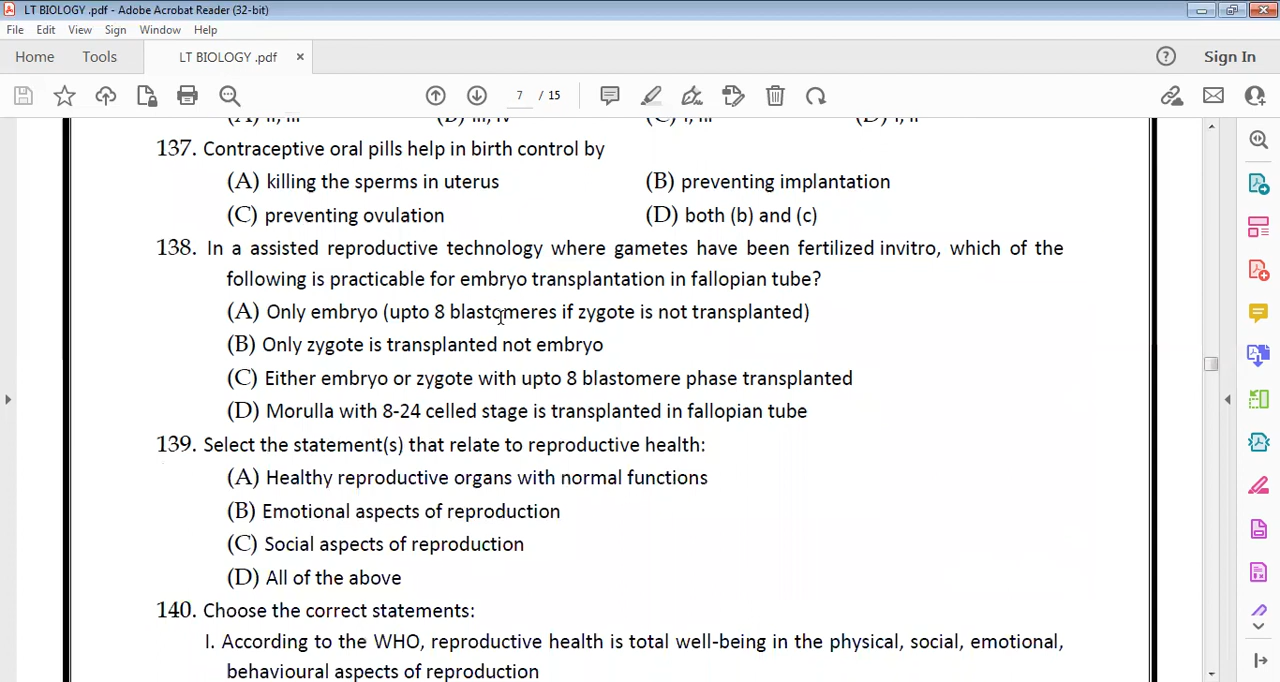 LT BIOLOGY .pdf - Adobe Acrobat Reader (32-bit)
File Edit View Sign Window Help
Home Tools LT BIOLOGY .pdf × Sign In
7 / 15
(A) II, III (B) III, IV (C) I, III (D) I, II
137. Contraceptive oral pills help in birth control by
(A) killing the sperms in uterus (B) preventing implantation
(C) preventing ovulation (D) both (b) and (c)
138. In a assisted reproductive technology where gametes have been fertilized invitro, which of the
following is practicable for embryo transplantation in fallopian tube?
(A) Only embryo (upto 8 blastomeres if zygote is not transplanted)
(B) Only zygote is transplanted not embryo
(C) Either embryo or zygote with upto 8 blastomere phase transplanted
(D) Morulla with 8-24 celled stage is transplanted in fallopian tube
139. Select the statement(s) that relate to reproductive health:
(A) Healthy reproductive organs with normal functions
(B) Emotional aspects of reproduction
(C) Social aspects of reproduction
(D) All of the above
140. Choose the correct statements:
I. According to the WHO, reproductive health is total well-being in the physical, social, emotional,
behavioural aspects of reproduction